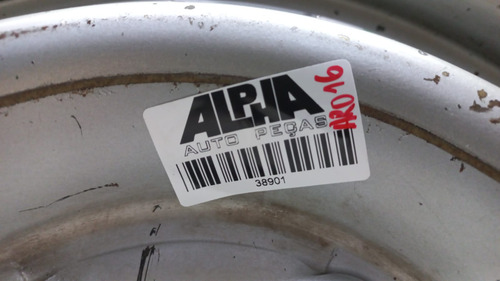 ALPHA
AUTO PEÇAS
ARO 16
38901